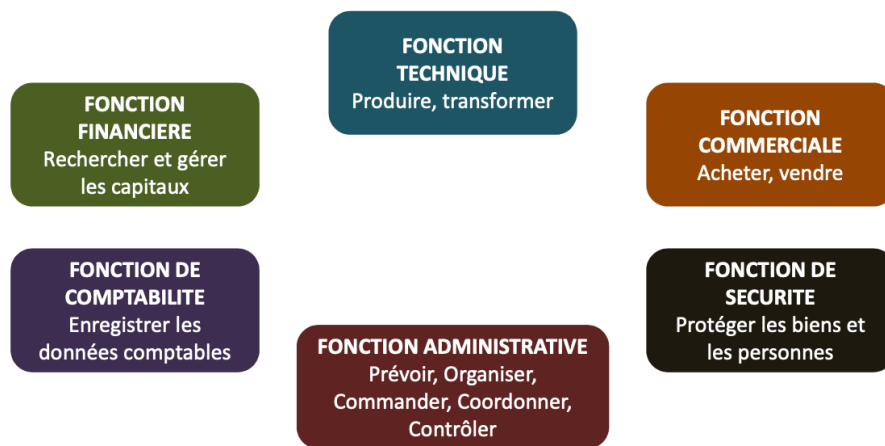 FONCTION
TECHNIQUE
Produire, transformer
FONCTION
FINANCIERE
Rechercher et gérer
les capitaux
FONCTION
COMMERCIALE
Acheter, vendre
FONCTION DE
COMPTABILITE
Enregistrer les
données comptables
FONCTION DE
SECURITE
Protéger les biens et
les personnes
FONCTION ADMINISTRATIVE
Prévoir, Organiser,
Commander, Coordonner,
Contrôler